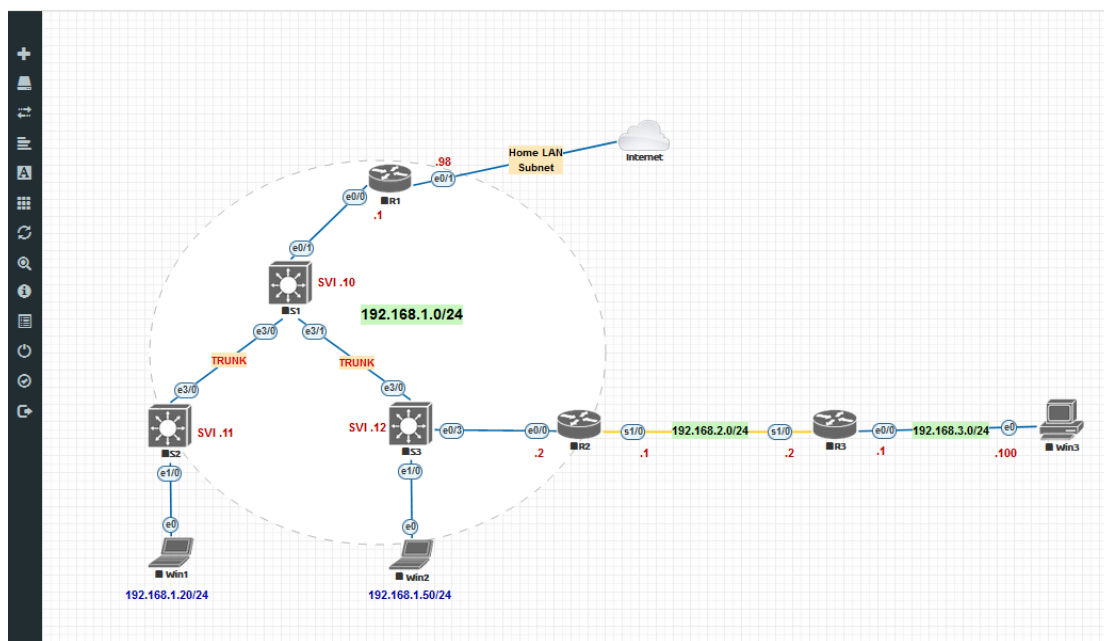 Home LAN
Subnet
Internet
.98
e0/1
R1
e0/0
.1
e0/1
SVI .10
S1
192.168.1.0/24
e3/0
e3/1
TRUNK
TRUNK
e3/0
e3/0
SVI .11
SVI .12
S2
S3
e0/3
e0/0
.2
R2
s1/0
.1
192.168.2.0/24
s1/0
.2
R3
e0/0
.1
192.168.3.0/24
e0
.100
Win3
e1/0
e1/0
e0
e0
Win1
Win2
192.168.1.20/24
192.168.1.50/24